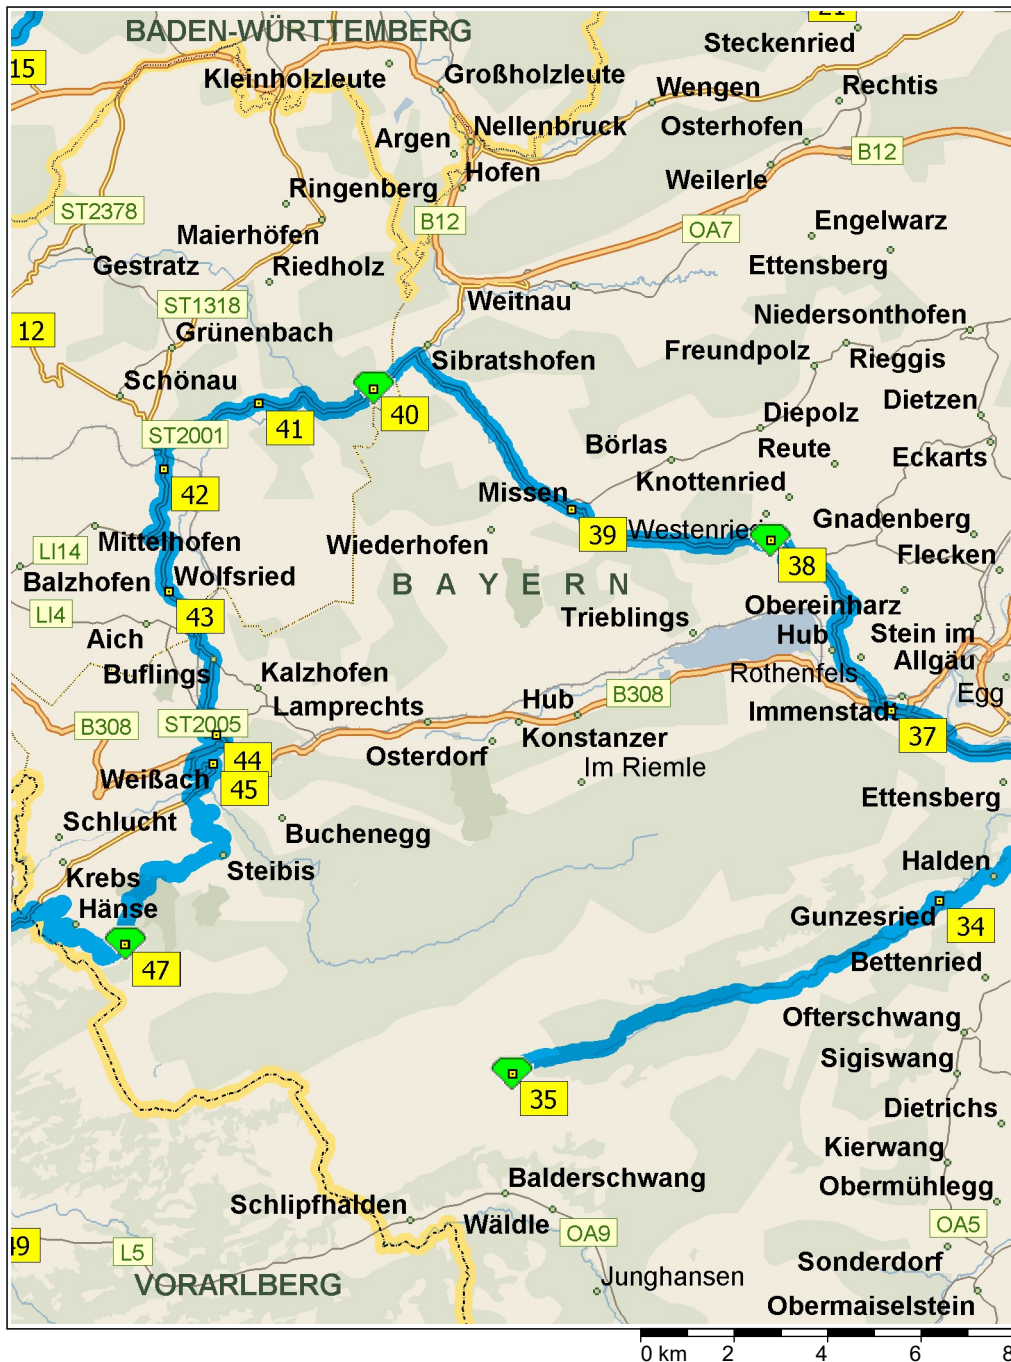 21
BADEN-WÜRTTEMBERG
Steckenried
15
Kleinholzleute
Großholzleute
Wengen
Rechtis
Argen
Nellenbruck
Osterhofen
B12
Hofen
Weilerle
Ringenberg
ST2378
B12
OA7
Engelwarz
Maierhöfen
Gestratz
Riedholz
Ettensberg
ST1318
Weitnau
12
Grünenbach
Niedersonthofen
Sibratshofen
Freundpolz
Rieggis
Schönau
40
41
Diepolz
Dietzen
ST2001
Börlas
Reute
Eckarts
42
Missen
Knottenried
39
Westenried
Gnadenberg
LI14
Mittelhofen
Wiederhofen
Flecken
38
Balzhofen
Wolfsried
BAYERN
LI4
43
Trieblings
Obereinharz
Aich
Hub
Stein im
Allgäu
Buflings
Kalzhofen
Rothenfels
Egg
Lamprechts
Hub
B308
Immenstadt
B308
ST2005
Osterdorf
Konstanzer
37
44
Weißach
45
Im Riemle
Ettensberg
Schlucht
Buchenegg
Krebs
Steibis
Halden
Hänse
Gunzesried
34
47
Bettenried
Ofterschwang
Sigiswang
35
Dietrichs
Kierwang
Balderschwang
Obermühlegg
Schlipfhalden
Wäldle
OA9
OA5
49
L5
Sonderdorf
VORARLBERG
Junghansen
Obermaiselstein
0 km
2
4
6
8